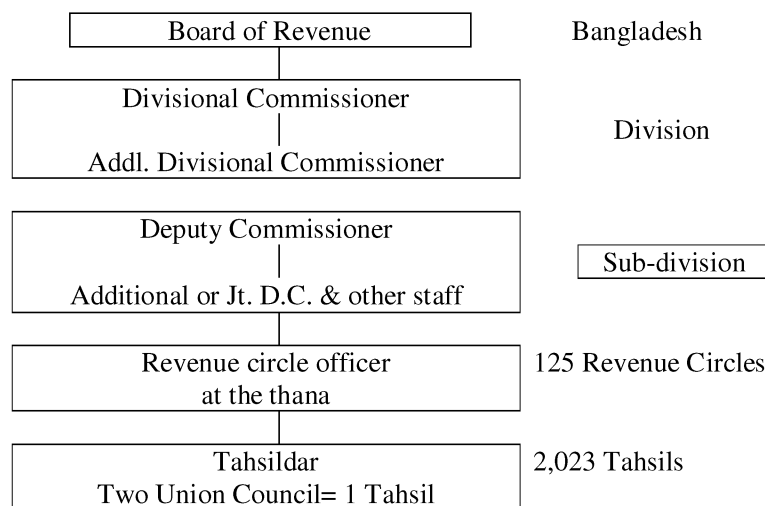 Board of Revenue
Bangladesh
Divisional Commissioner
Division
Addl. Divisional Commissioner
Deputy Commissioner
Sub-division
Additional or Jt. D.C. & other staff
Revenue circle officer
125 Revenue Circles
at the thana
Tahsildar
2,023 Tahsils
Two Union Council= 1 Tahsil